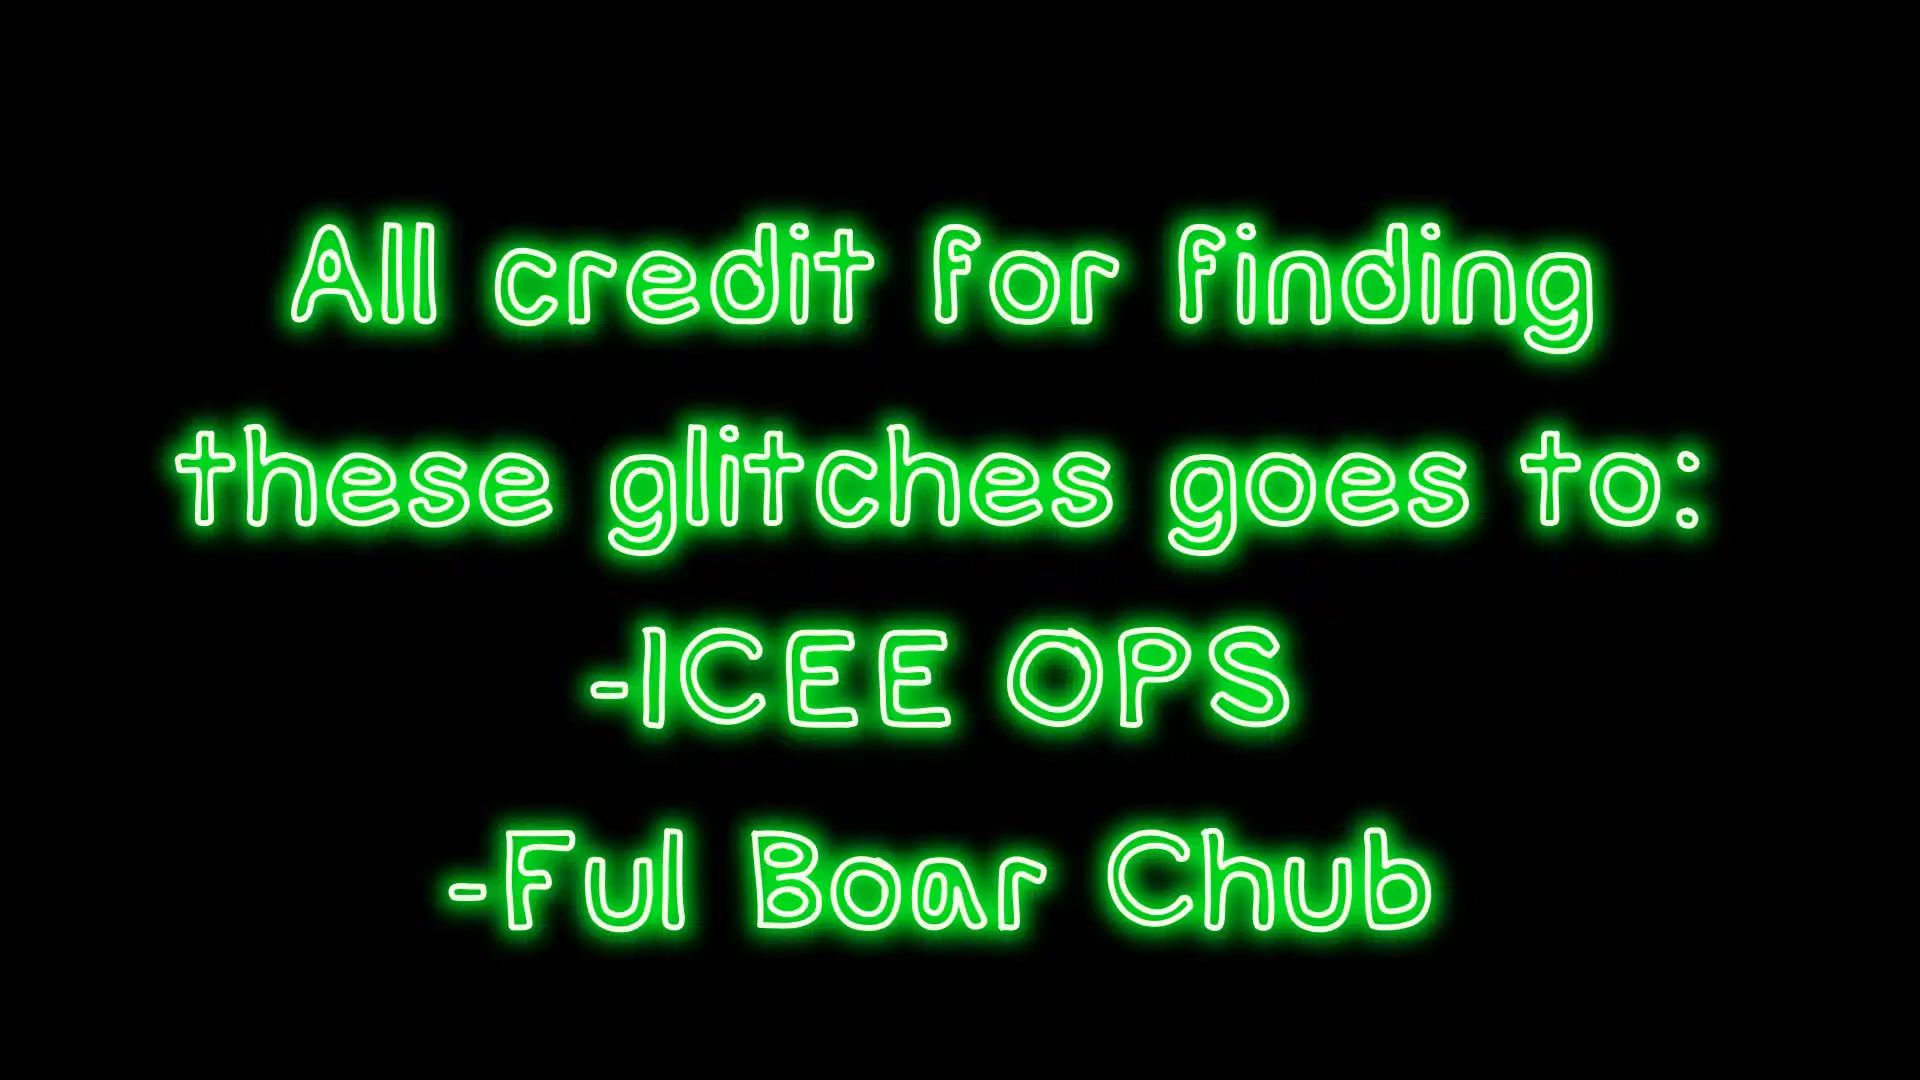 All credit for finding
these glitches goes to:
-ICEE OPS
-Ful Boar Chub